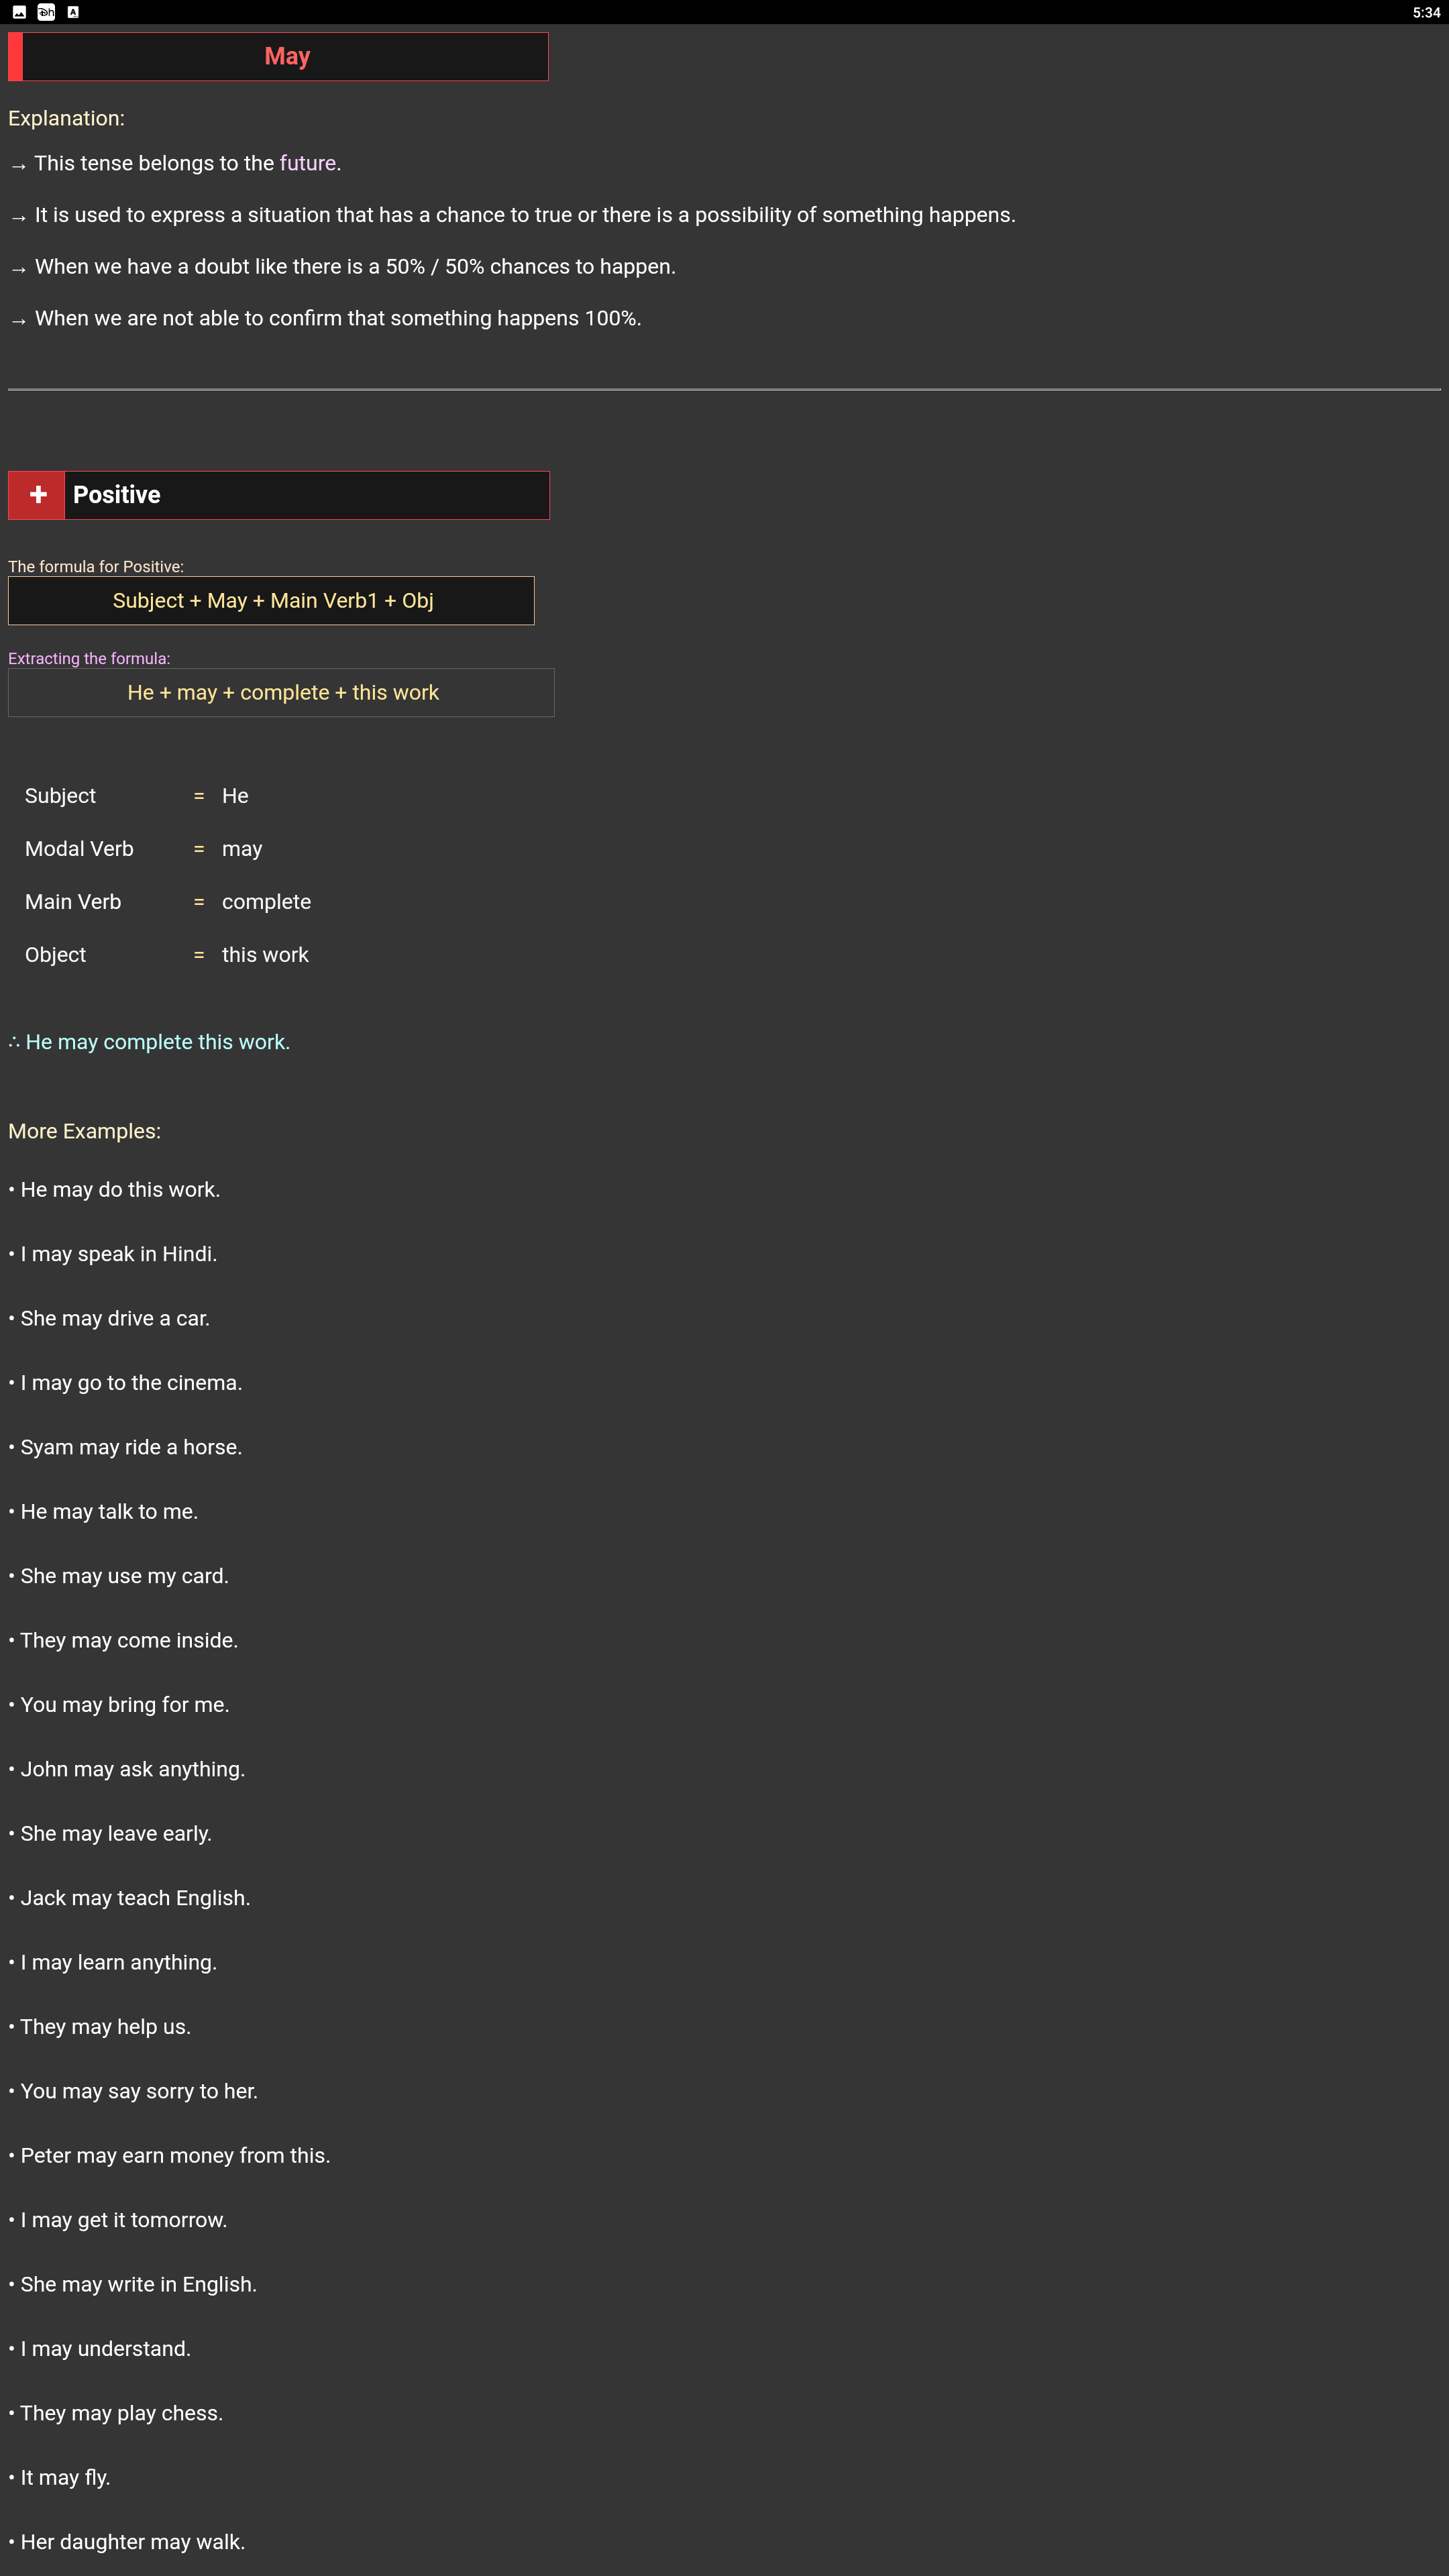 5:34
May
Explanation:
→ This tense belongs to the future.
→ It is used to express a situation that has a chance to true or there is a possibility of something happens.
→ When we have a doubt like there is a 50% / 50% chances to happen.
→ When we are not able to confirm that something happens 100%.
+ Positive
The formula for Positive:
Subject + May + Main Verb1 + Obj
Extracting the formula:
He + may + complete + this work
Subject = He
Modal Verb = may
Main Verb = complete
Object = this work
∴ He may complete this work.
More Examples:
• He may do this work.
• I may speak in Hindi.
• She may drive a car.
• I may go to the cinema.
• Syam may ride a horse.
• He may talk to me.
• She may use my card.
• They may come inside.
• You may bring for me.
• John may ask anything.
• She may leave early.
• Jack may teach English.
• I may learn anything.
• They may help us.
• You may say sorry to her.
• Peter may earn money from this.
• I may get it tomorrow.
• She may write in English.
• I may understand.
• They may play chess.
• It may fly.
• Her daughter may walk.